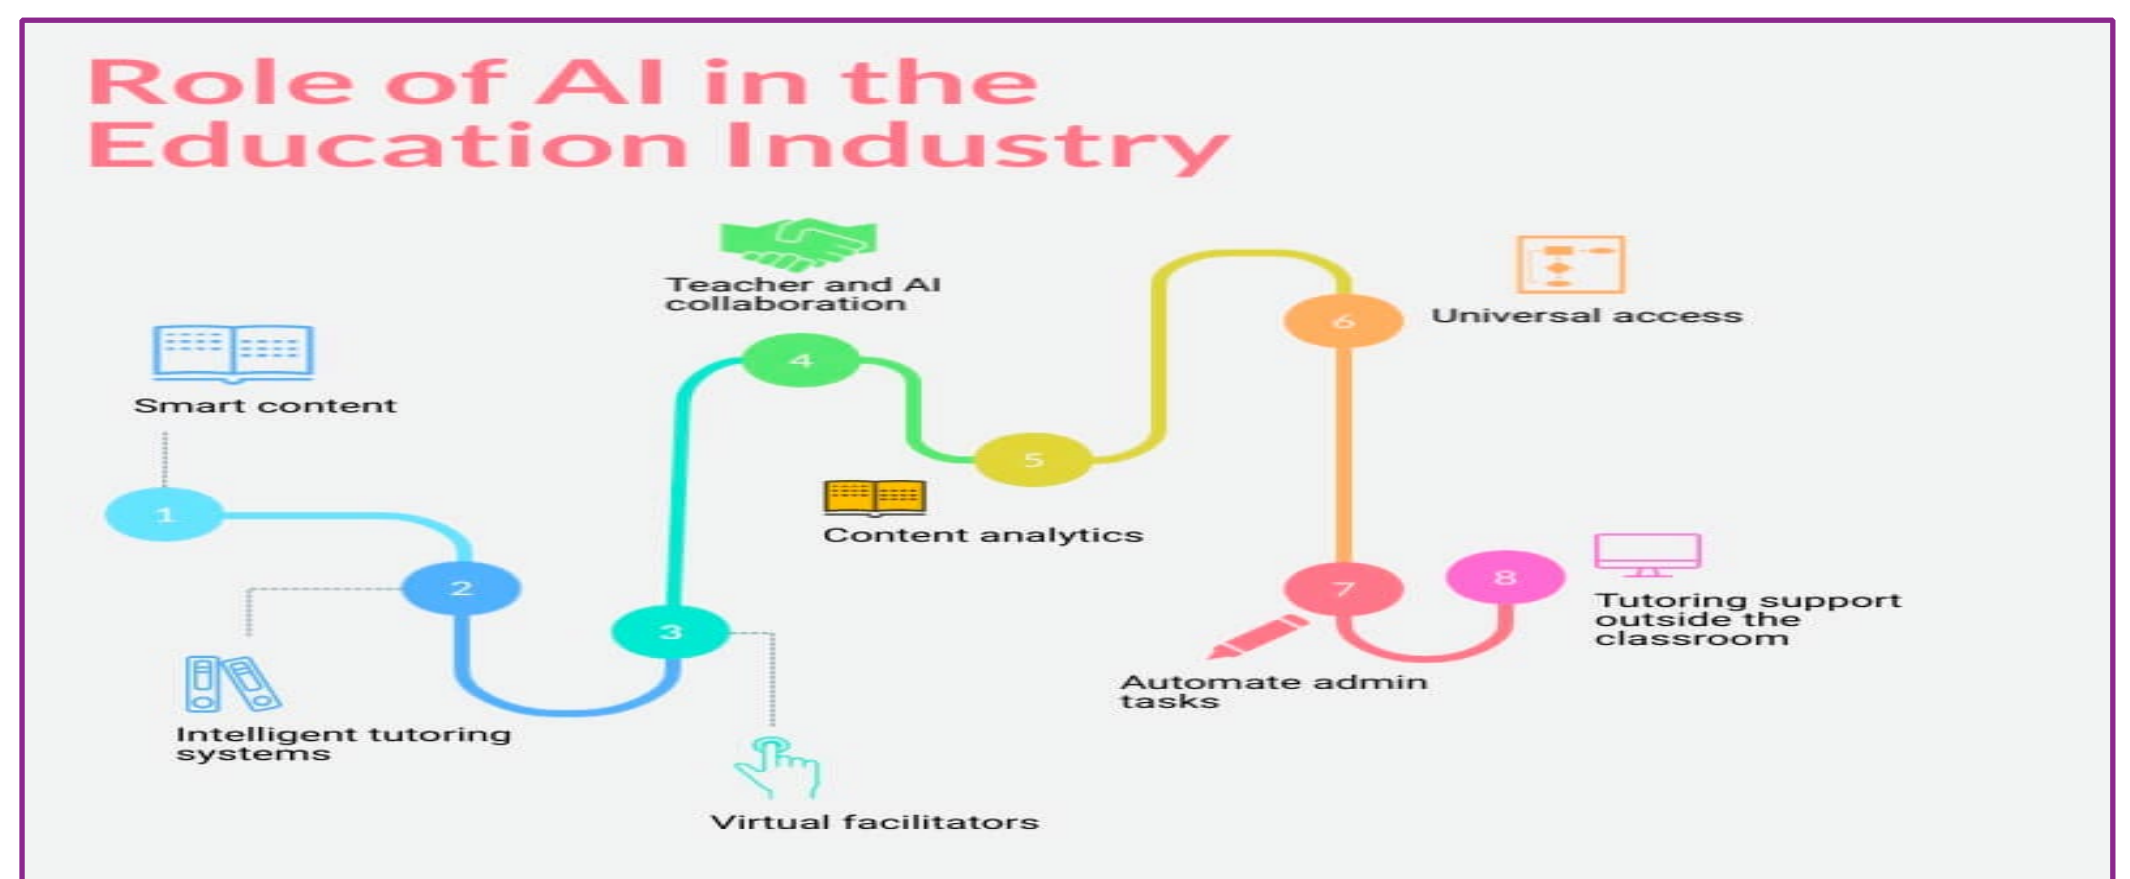 Role of AI in the
Education Industry
Smart content
1
2
Intelligent tutoring
systems
3
Virtual facilitators
Teacher and AI
collaboration
4
5
Content analytics
6
Universal access
7
Automate admin
tasks
8
Tutoring support
outside the
classroom